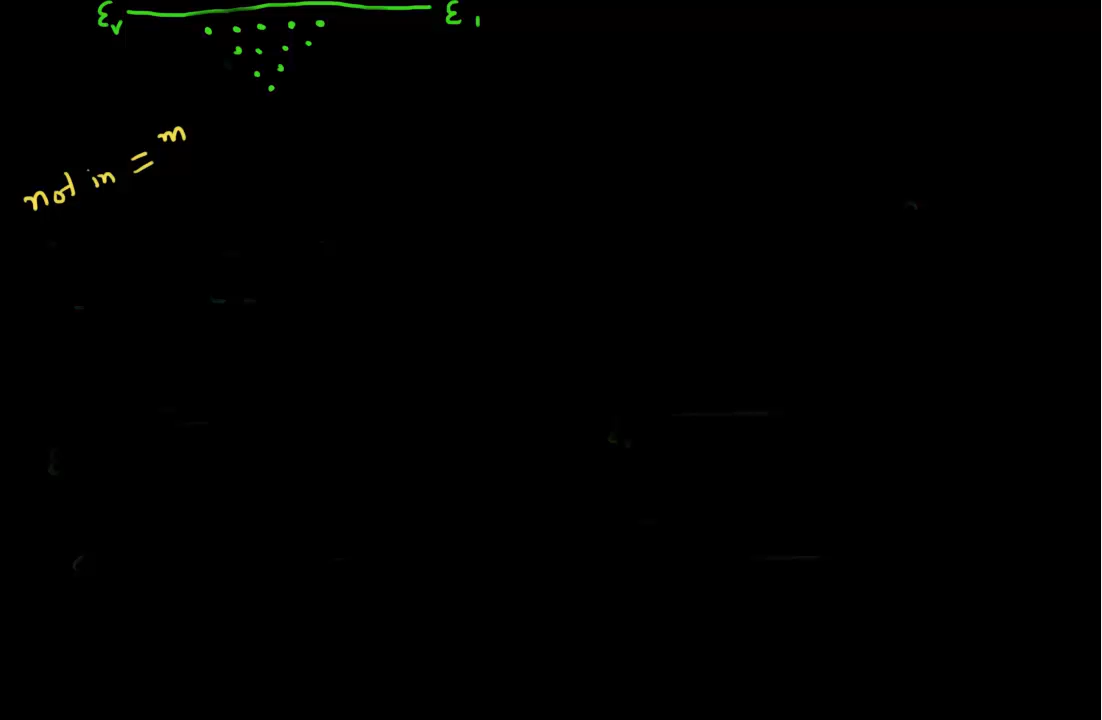 Ɛv Ɛ1
not in = m